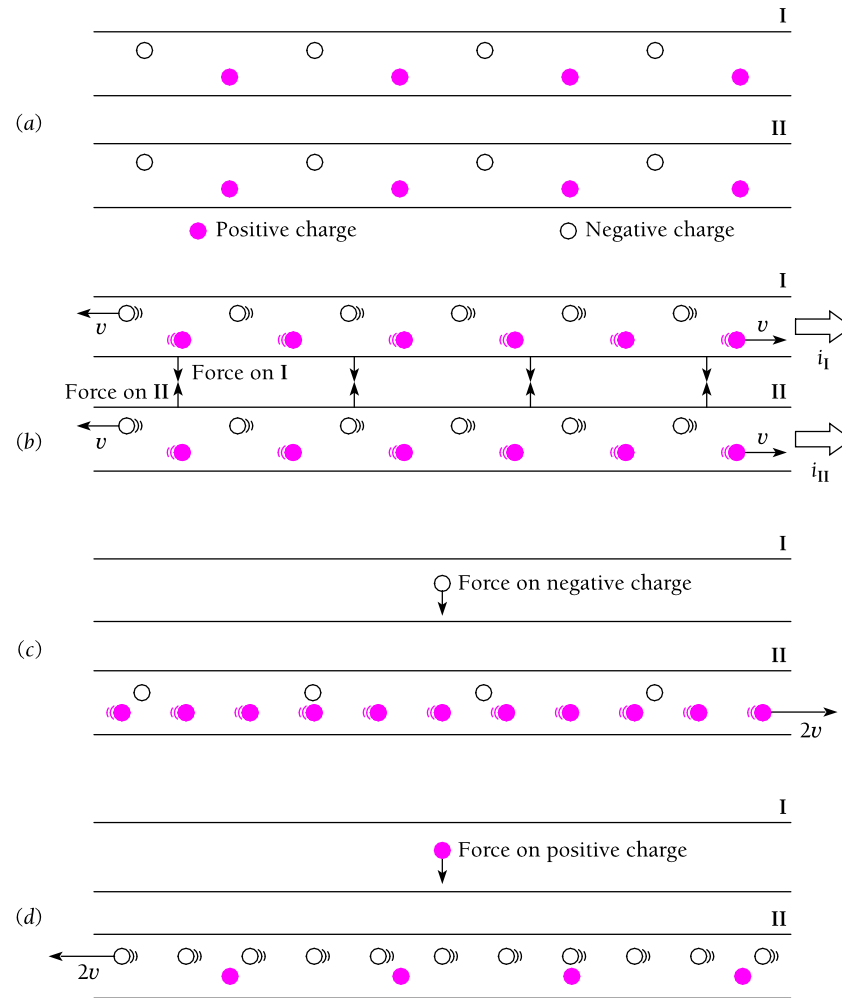 I
(a)
II
Positive charge Negative charge
I
v v
i_I
Force on I
Force on II II
(b)
v v
i_II
I
Force on negative charge
(c)
II
2v
I
Force on positive charge
(d)
II
2v